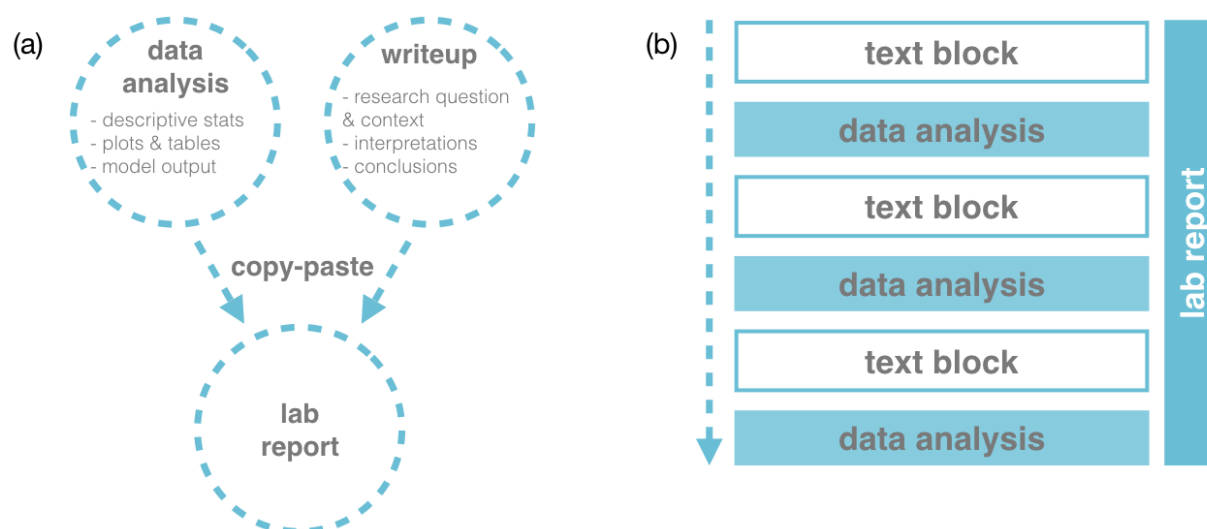 (a)
data
analysis
- descriptive stats
- plots & tables
- model output
writeup
- research question
& context
- interpretations
- conclusions
copy-paste
lab
report
(b)
text block
data analysis
text block
data analysis
text block
data analysis
lab report